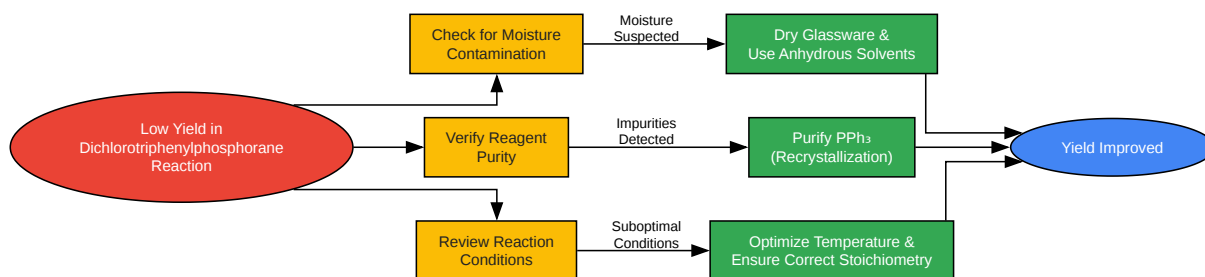 Check for Moisture
Contamination
Moisture
Suspected
Dry Glassware &
Use Anhydrous Solvents
Low Yield in
Dichlorotriphenylphosphorane
Reaction
Verify Reagent
Purity
Impurities
Detected
Purify PPh₃
(Recrystallization)
Yield Improved
Review Reaction
Conditions
Suboptimal
Conditions
Optimize Temperature &
Ensure Correct Stoichiometry